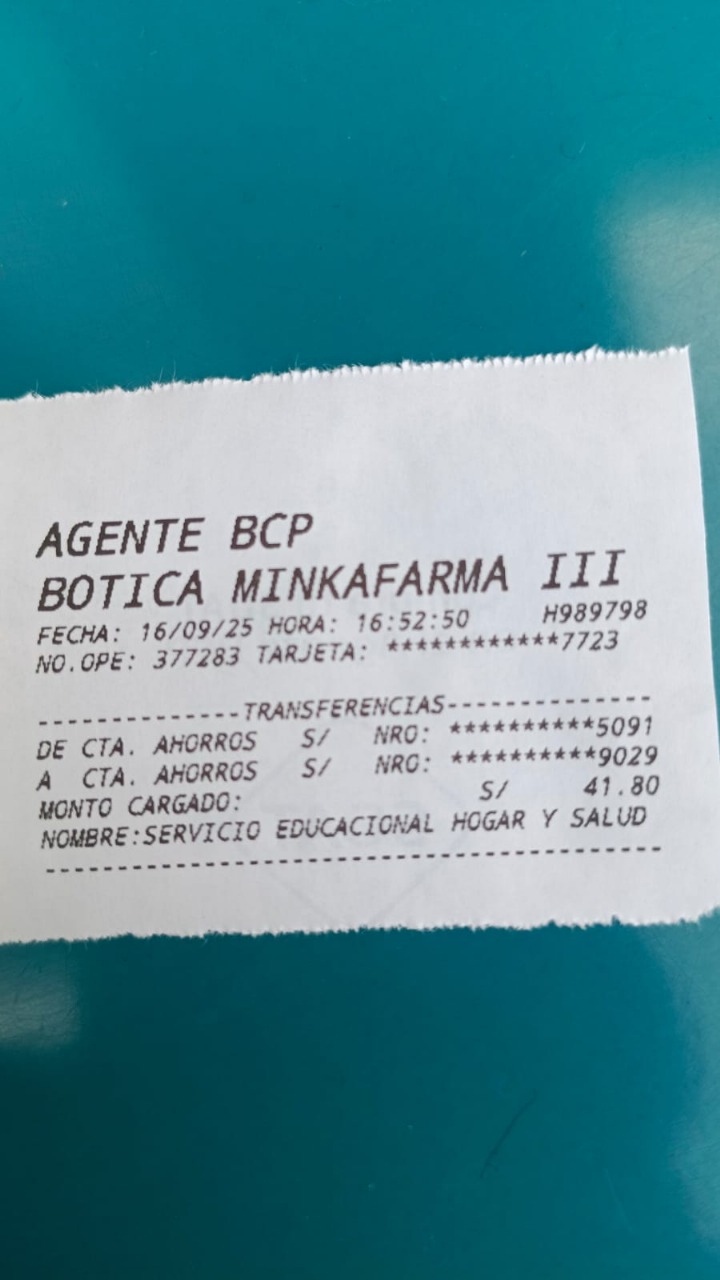 AGENTE BCP
BOTICA MINKAFARMA III
FECHA: 16/09/25 HORA: 16:52:50 H989798
NO.OPE: 377283 TARJETA: ************7723
--------------TRANSFERENCIAS--------------
DE CTA. AHORROS S/ NRO: **********5091
A CTA. AHORROS S/ NRO: **********9029
MONTO CARGADO: S/ 41.80
NOMBRE:SERVICIO EDUCACIONAL HOGAR Y SALUD
------------------------------------------